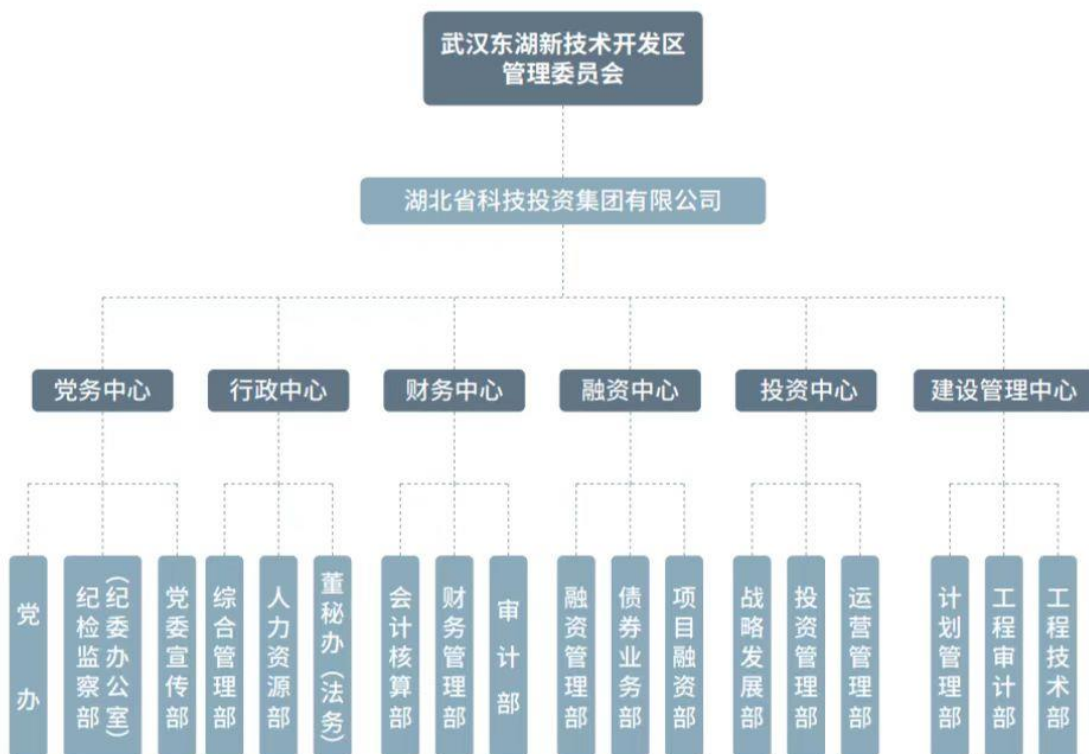 武汉东湖新技术开发区
管理委员会
湖北省科技投资集团有限公司
党务中心
行政中心
财务中心
融资中心
投资中心
建设管理中心
党办
纪检监察部
(纪委办公室)
党委宣传部
综合管理部
人力资源部
董秘办(法务)
会计核算部
财务管理部
审计部
融资管理部
债券业务部
项目融资部
战略发展部
投资管理部
运营管理部
计划管理部
工程审计部
工程技术部